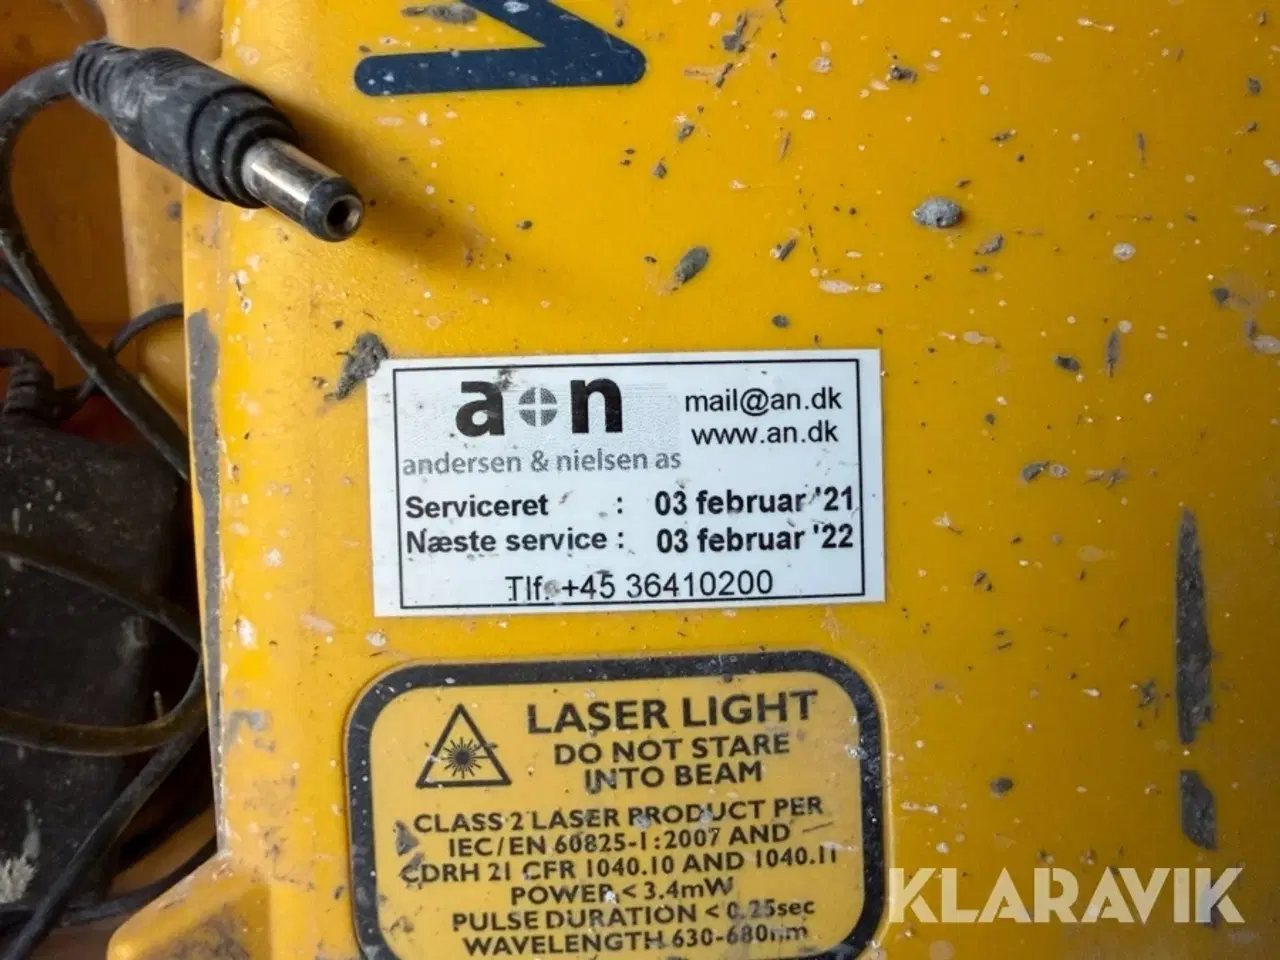 a n
mail@an.dk
www.an.dk
andersen & nielsen as
Serviceret : 03 februar '21
Næste service : 03 februar '22
Tlf. +45 36410200
LASER LIGHT
DO NOT STARE
INTO BEAM
CLASS 2 LASER PRODUCT PER
IEC/EN 60825-1:2007 AND
CDRH 21 CFR 1040.10 AND 1040.11
POWER < 3.4mW
PULSE DURATION < 0.25sec
WAVELENGTH 630-680nm
KLARAVIK